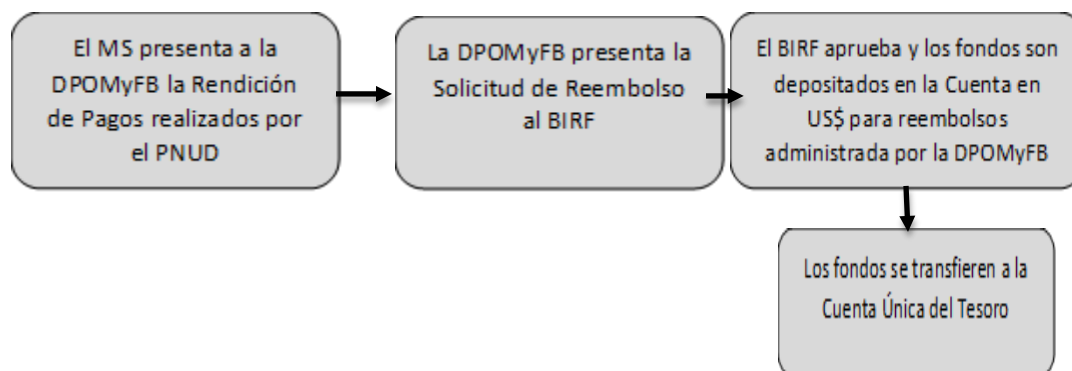 El MS presenta a la
DPOMyFB la Rendición
de Pagos realizados por
el PNUD
La DPOMyFB presenta la
Solicitud de Reembolso
al BIRF
El BIRF aprueba y los fondos son
depositados en la Cuenta en
US$ para reembolsos
administrada por la DPOMyFB
Los fondos se transfieren a la
Cuenta Única del Tesoro